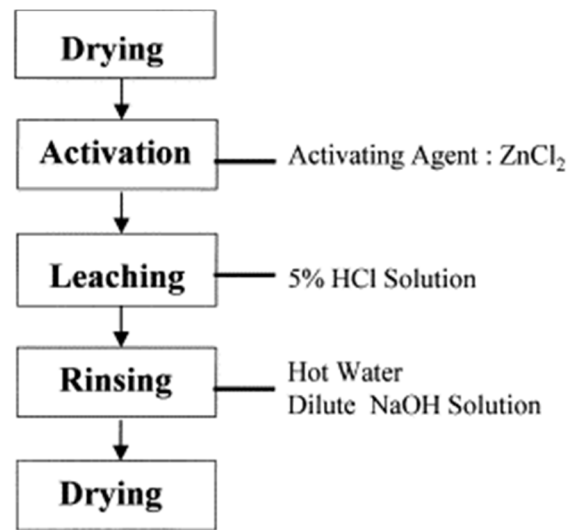 Drying
Activation
Activating Agent : ZnCl₂
Leaching
5% HCl Solution
Rinsing
Hot Water
Dilute NaOH Solution
Drying